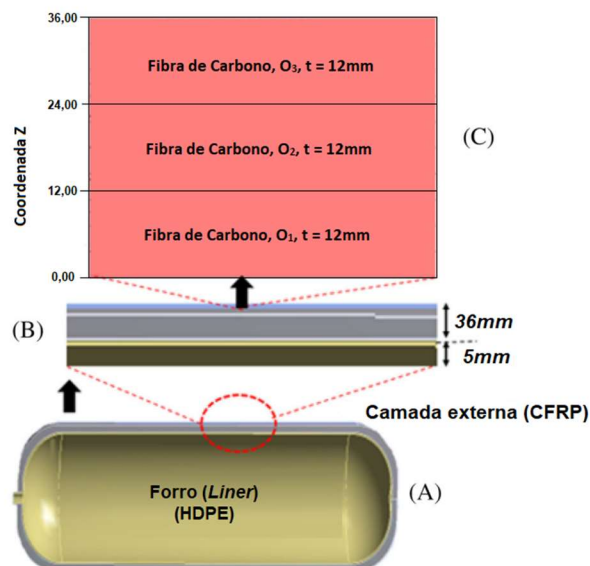 36,00
Fibra de Carbono, O₃, t = 12mm
24,00
Coordenada Z
Fibra de Carbono, O₂, t = 12mm
(C)
12,00
Fibra de Carbono, O₁, t = 12mm
0,00
(B)
36mm
5mm
Camada externa (CFRP)
Forro (Liner)
(HDPE)
(A)